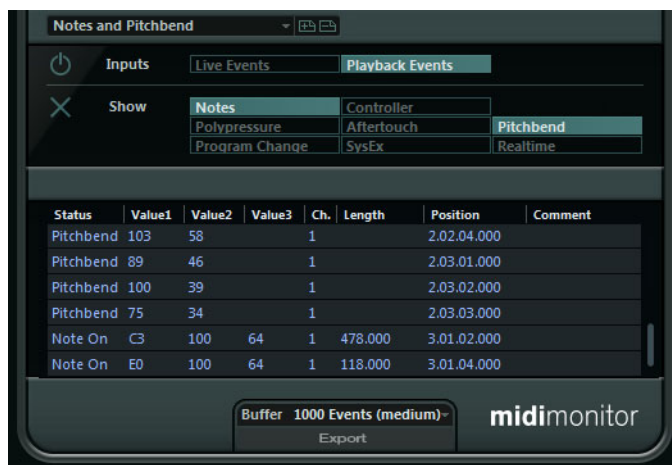 Notes and Pitchbend
Inputs Live Events Playback Events
Show Notes Controller
Polypressure Aftertouch Pitchbend
Program Change SysEx Realtime
Status Value1 Value2 Value3 Ch. Length Position Comment
Pitchbend 103 58 1 2.02.04.000
Pitchbend 89 46 1 2.03.01.000
Pitchbend 100 39 1 2.03.02.000
Pitchbend 75 34 1 2.03.03.000
Note On C3 100 64 1 478.000 3.01.02.000
Note On E0 100 64 1 118.000 3.01.04.000
Buffer 1000 Events (medium)
Export
midimonitor